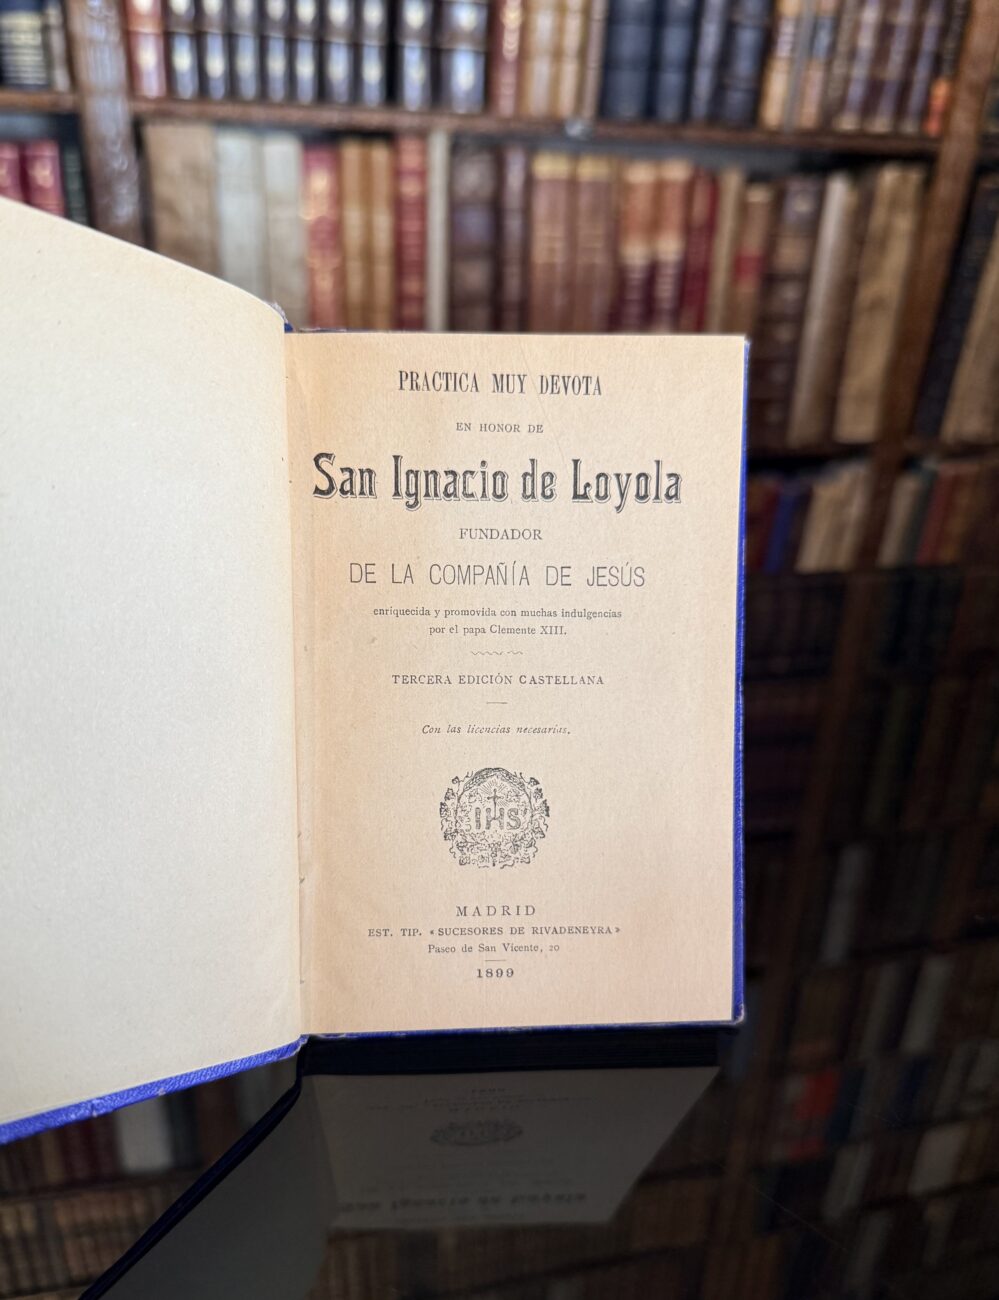 PRACTICA MUY DEVOTA
EN HONOR DE
San Ignacio de Loyola
FUNDADOR
DE LA COMPAÑÍA DE JESÚS
enriquecida y promovida con muchas indulgencias
por el papa Clemente XIII.
TERCERA EDICIÓN CASTELLANA
Con las licencias necesarias.
IHS
MADRID
EST. TIP. «SUCESORES DE RIVADENEYRA»
Paseo de San Vicente, 20
1899